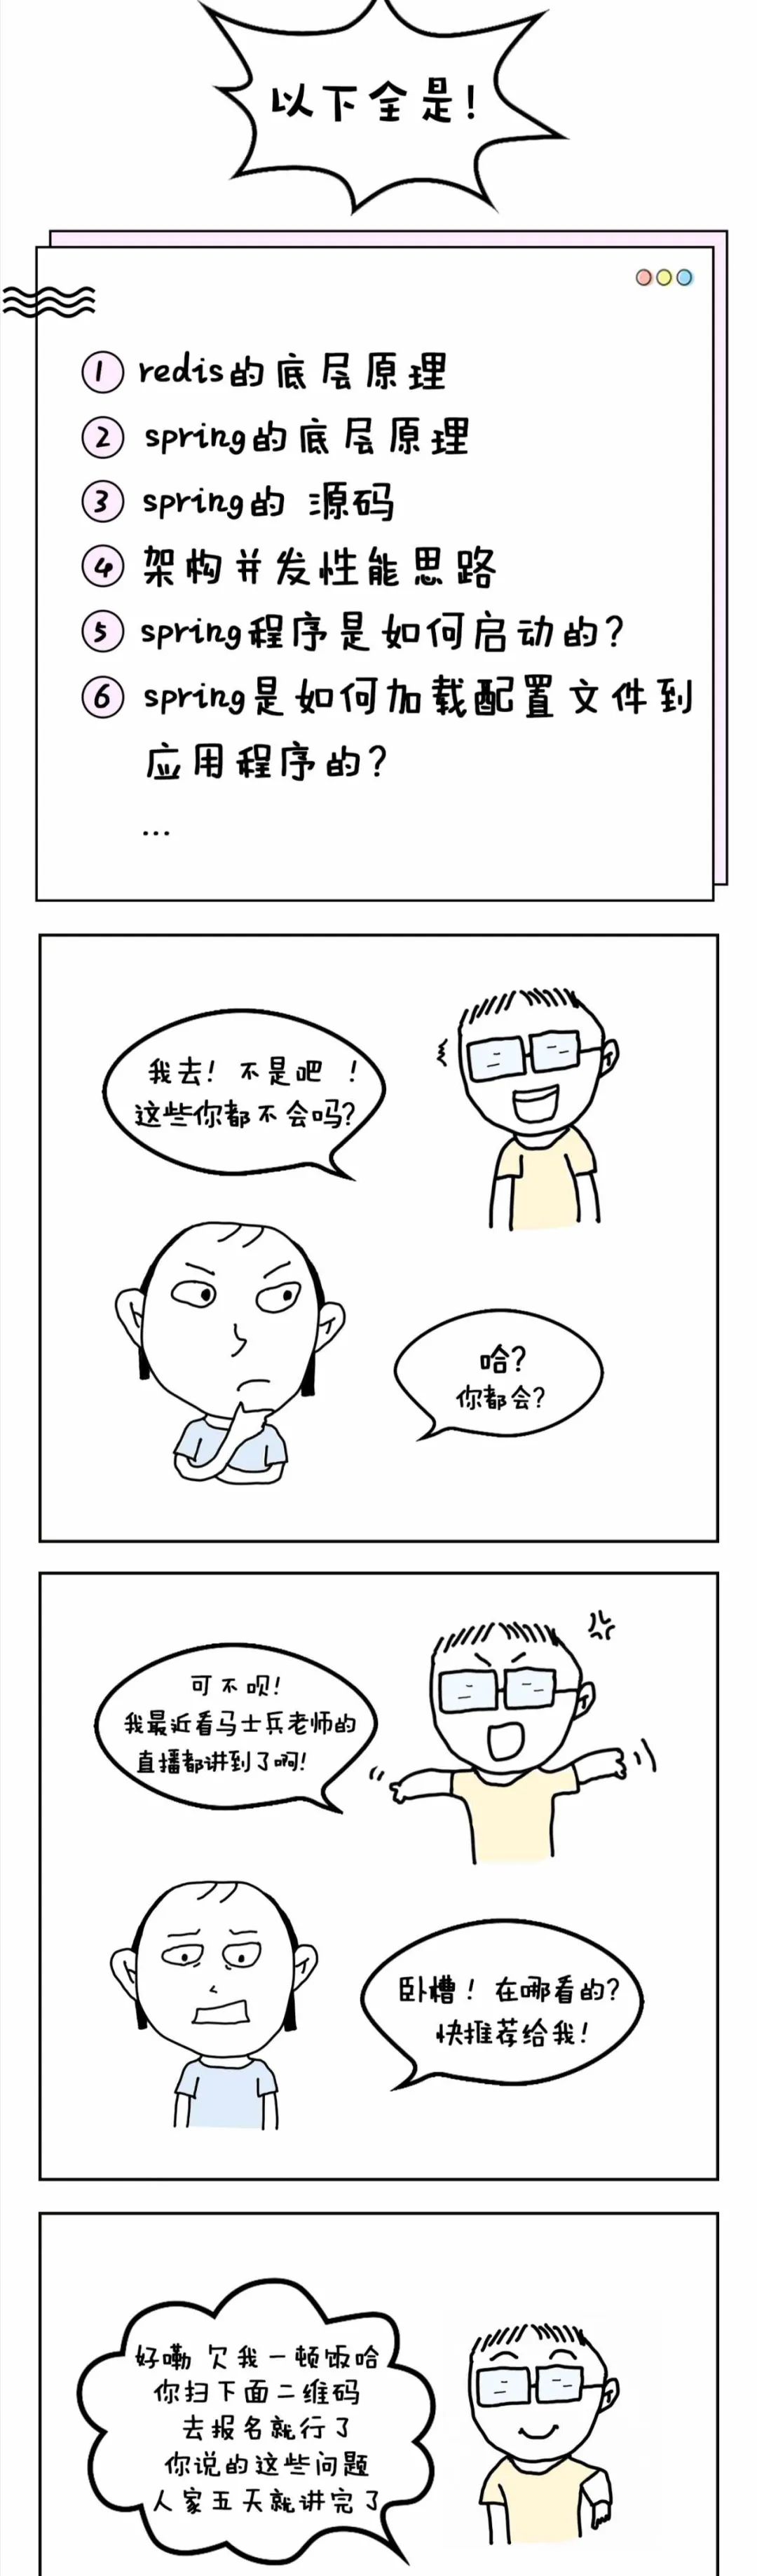 以下全是!
① redis的底层原理
② spring的底层原理
③ spring的 源码
④ 架构并发性能思路
⑤ spring程序是如何启动的?
⑥ spring是如何加载配置文件到
应用程序的?
...
我去! 不是吧 !
这些你都不会吗?
哈?
你都会?
可不呗!
我最近看马士兵老师的
直播都讲到了啊!
卧槽! 在哪看的?
快推荐给我!
好嘞 欠我一顿饭哈
你扫下面二维码
去报名就行了
你说的这些问题
人家五天就讲完了